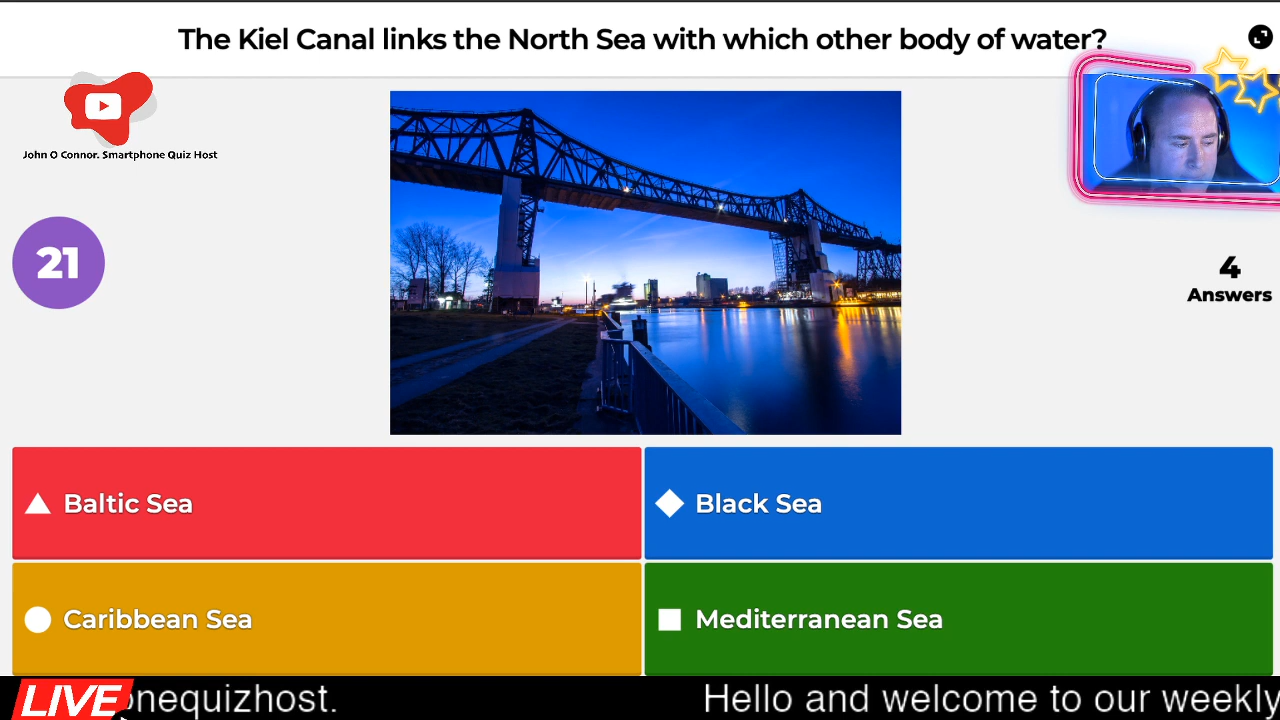 The Kiel Canal links the North Sea with which other body of water?
John O Connor. Smartphone Quiz Host
21
4
Answers
Baltic Sea
Black Sea
Caribbean Sea
Mediterranean Sea
LIVE onequizhost. Hello and welcome to our weekly